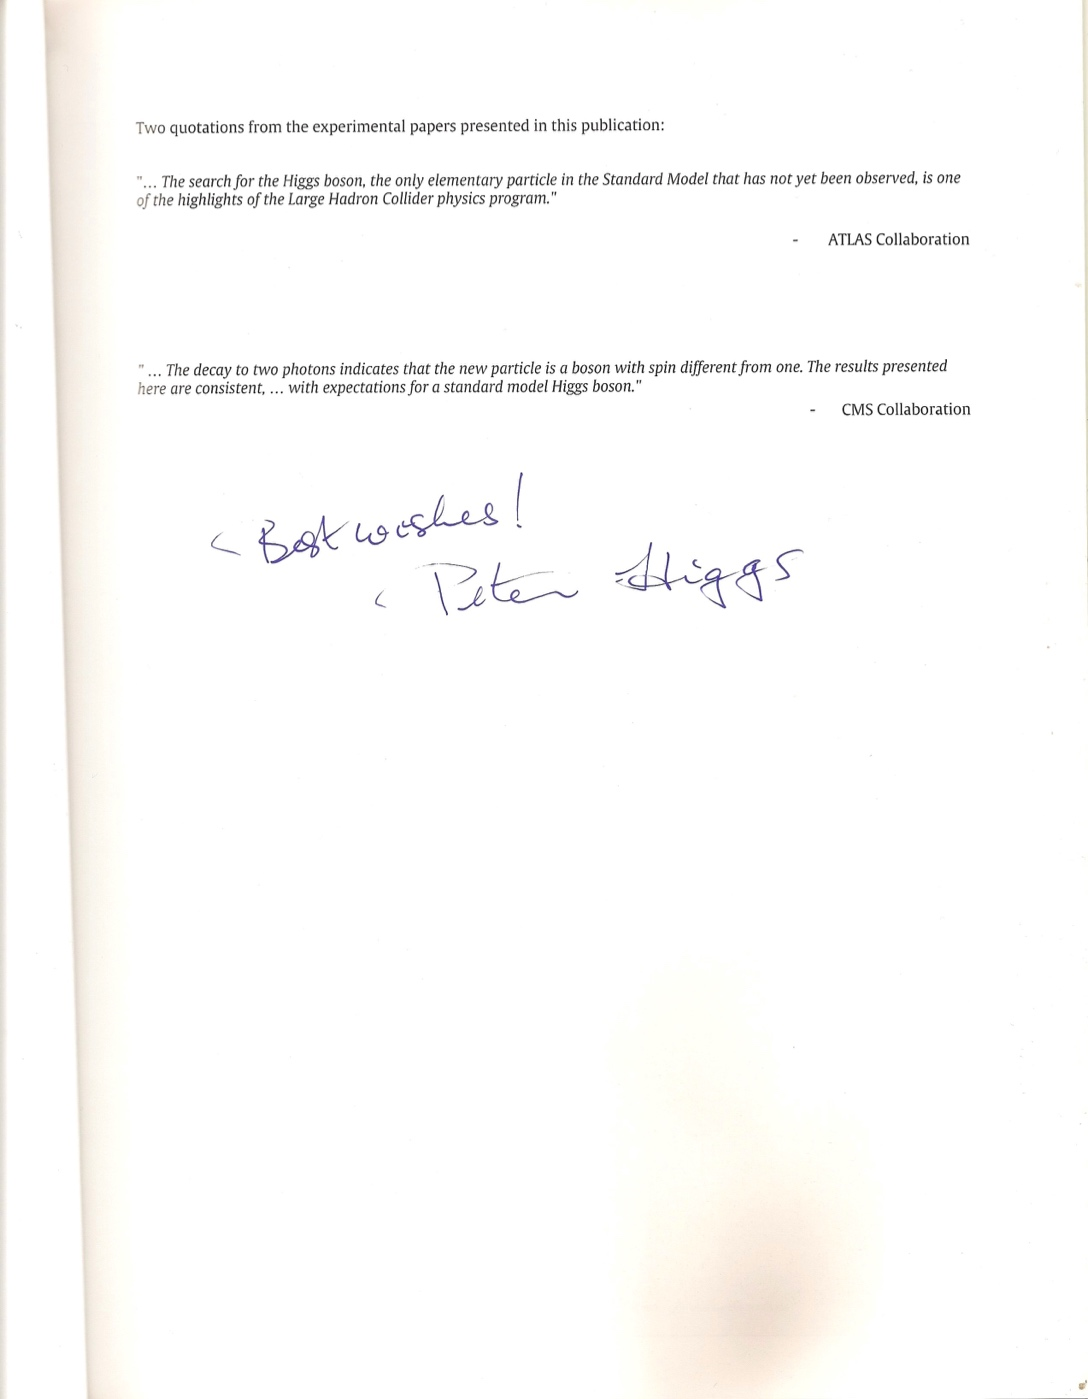 Two quotations from the experimental papers presented in this publication:
"... The search for the Higgs boson, the only elementary particle in the Standard Model that has not yet been observed, is one
of the highlights of the Large Hadron Collider physics program."
- ATLAS Collaboration
" ... The decay to two photons indicates that the new particle is a boson with spin different from one. The results presented
here are consistent, ... with expectations for a standard model Higgs boson."
- CMS Collaboration
Best wishes!
Peter Higgs